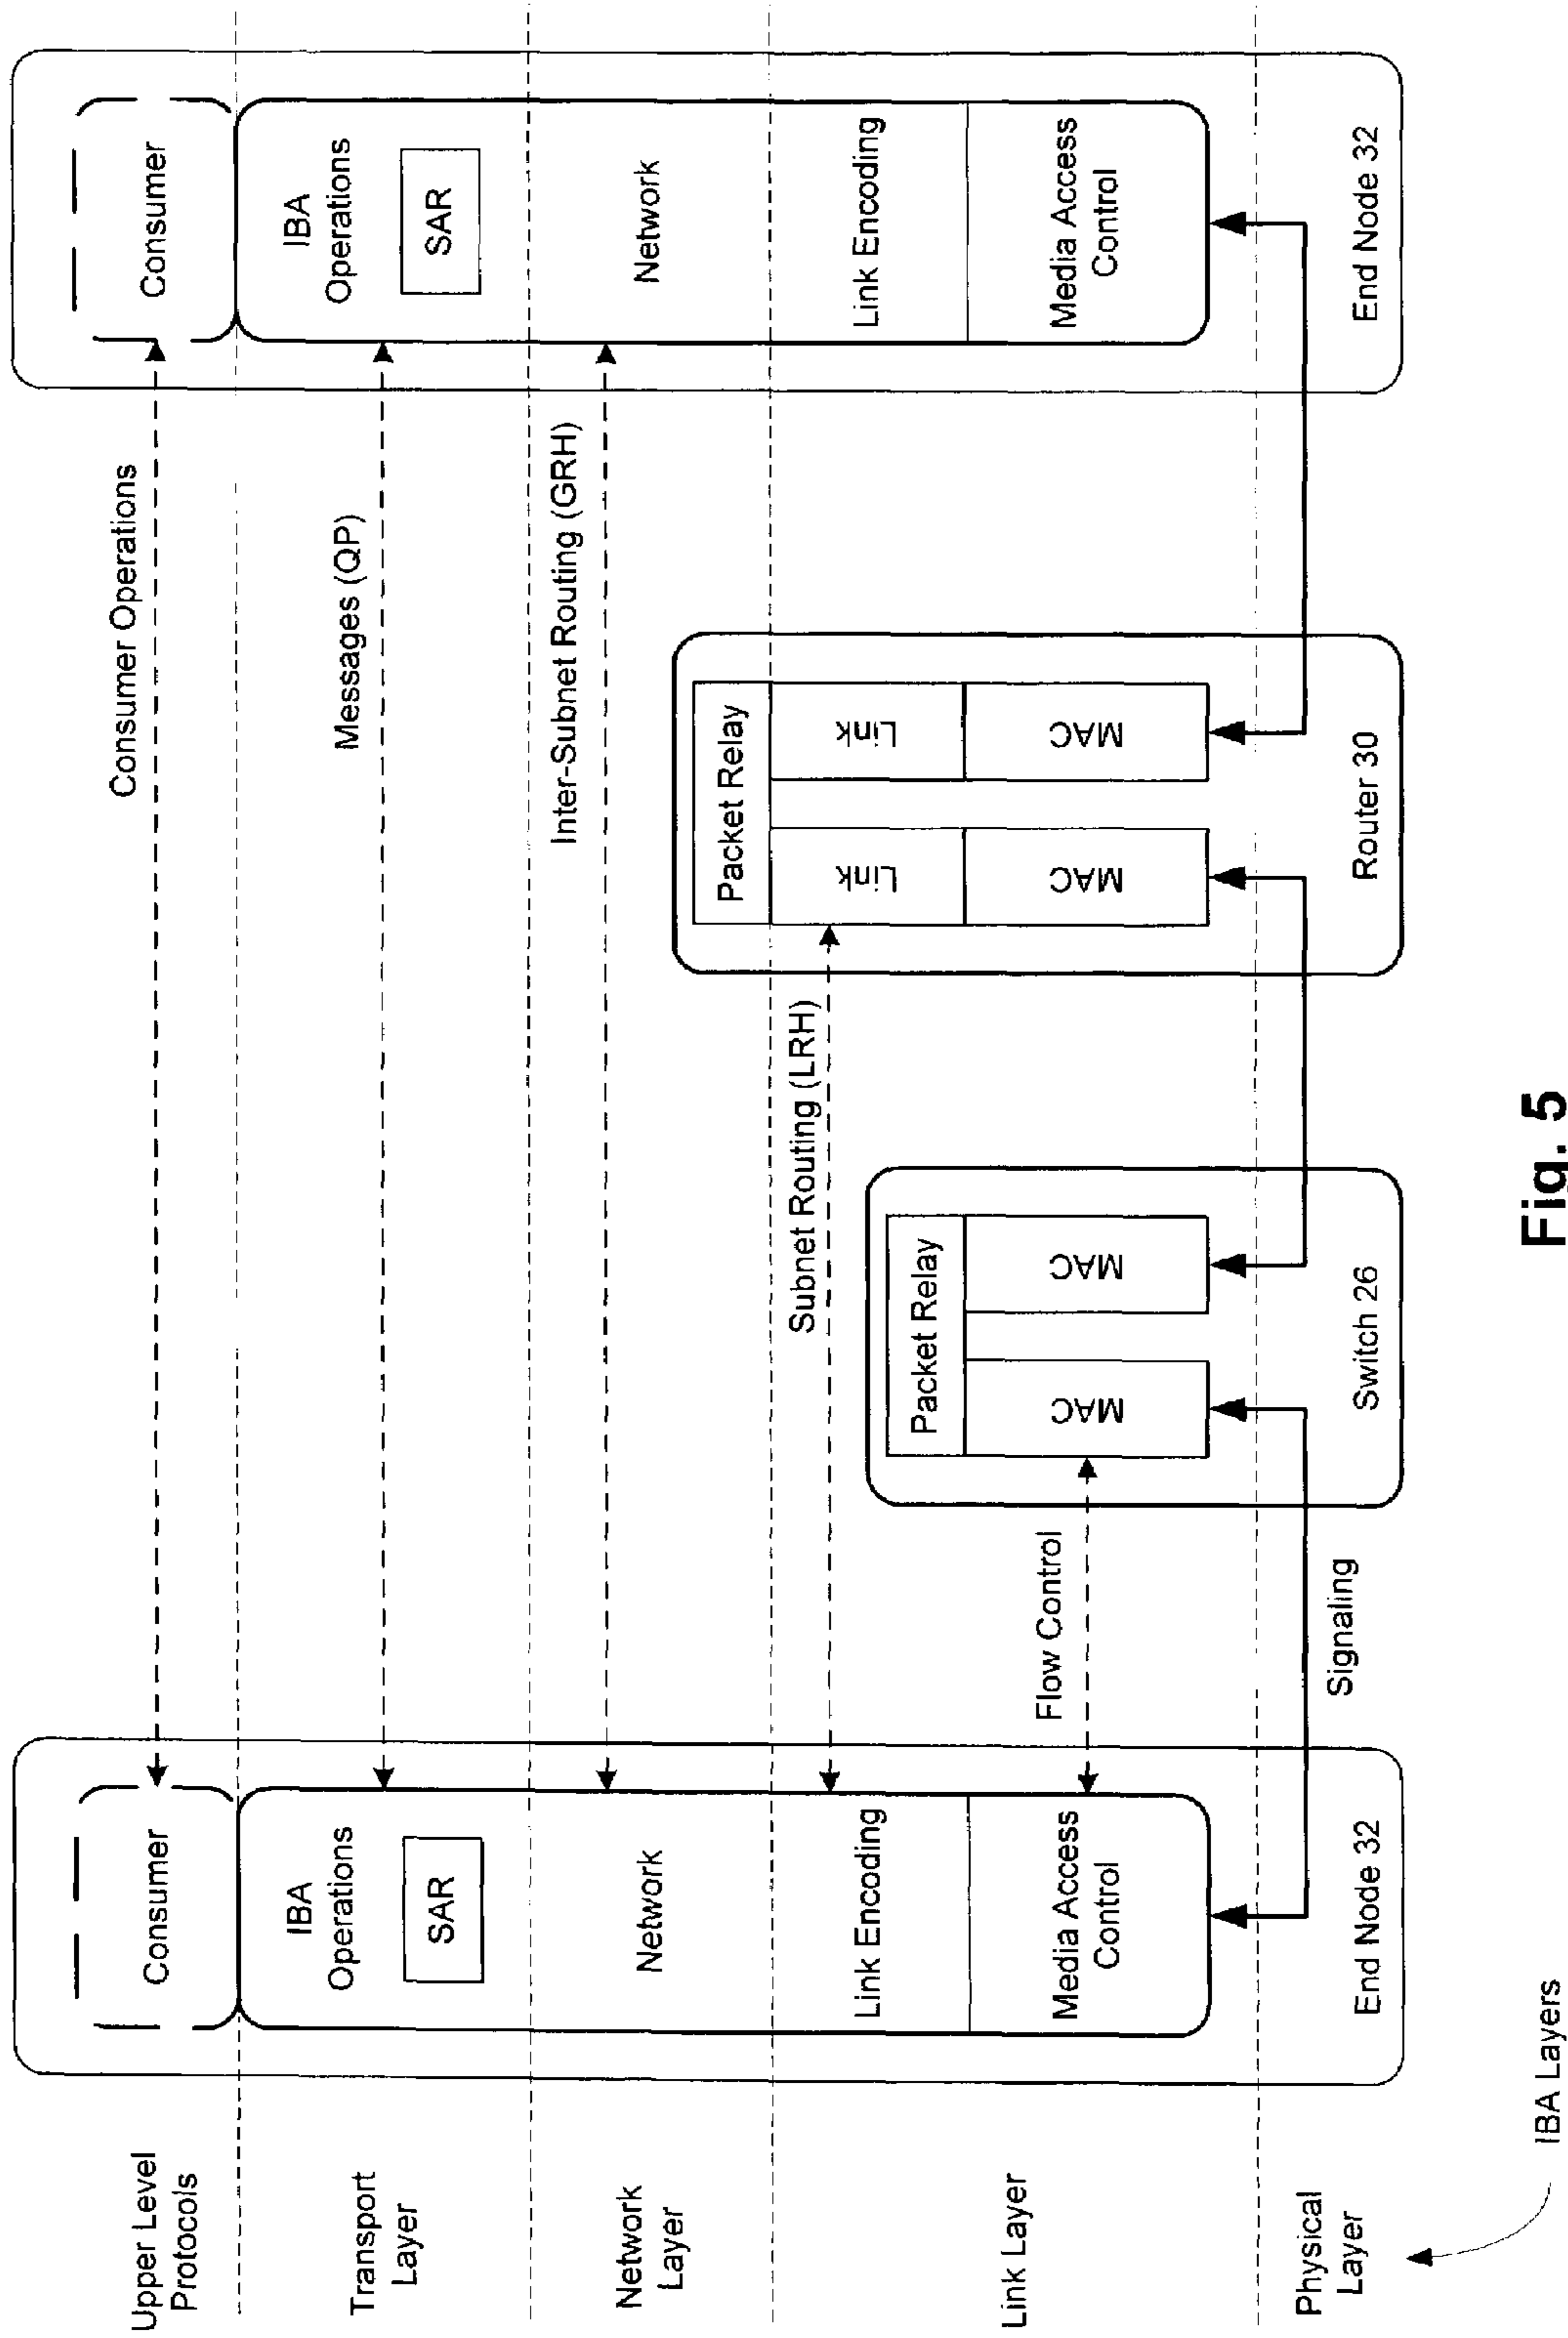 Upper Level
Protocols
Transport
Layer
Network
Layer
Link Layer
Physical
Layer
IBA Layers
Consumer
IBA
Operations
SAR
Network
Link Encoding
Media Access
Control
End Node 32
Consumer Operations
Messages (QP)
Inter-Subnet Routing (GRH)
Subnet Routing (LRH)
Flow Control
Signaling
Packet Relay
MAC
MAC
Switch 26
Packet Relay
Link
Link
MAC
MAC
Router 30
Consumer
IBA
Operations
SAR
Network
Link Encoding
Media Access
Control
End Node 32
Fig. 5